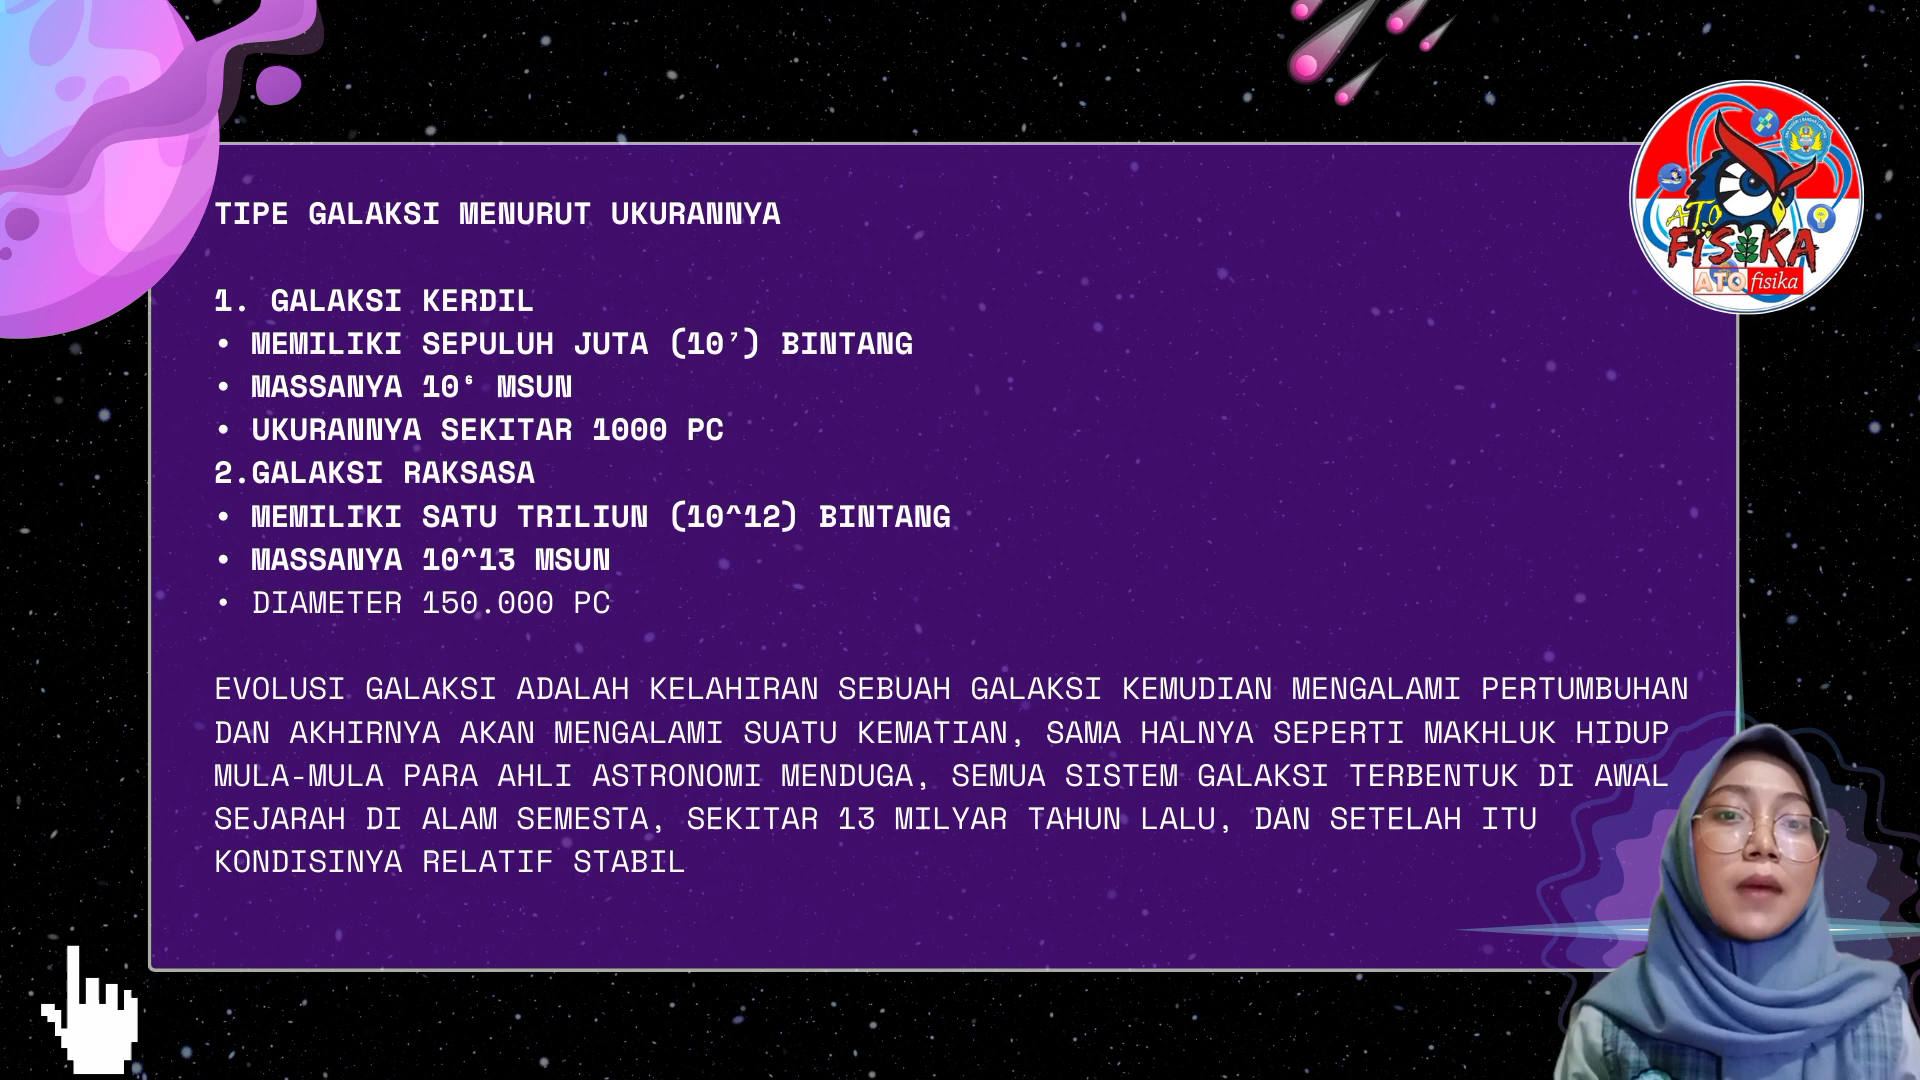 TIPE GALAKSI MENURUT UKURANNYA
1. GALAKSI KERDIL
• MEMILIKI SEPULUH JUTA (10⁷) BINTANG
• MASSANYA 10⁶ MSUN
• UKURANNYA SEKITAR 1000 PC
2.GALAKSI RAKSASA
• MEMILIKI SATU TRILIUN (10^12) BINTANG
• MASSANYA 10^13 MSUN
• DIAMETER 150.000 PC
EVOLUSI GALAKSI ADALAH KELAHIRAN SEBUAH GALAKSI KEMUDIAN MENGALAMI PERTUMBUHAN
DAN AKHIRNYA AKAN MENGALAMI SUATU KEMATIAN, SAMA HALNYA SEPERTI MAKHLUK HIDUP
MULA-MULA PARA AHLI ASTRONOMI MENDUGA, SEMUA SISTEM GALAKSI TERBENTUK DI AWAL
SEJARAH DI ALAM SEMESTA, SEKITAR 13 MILYAR TAHUN LALU, DAN SETELAH ITU
KONDISINYA RELATIF STABIL
ATO
FISIKA
ATO fisika